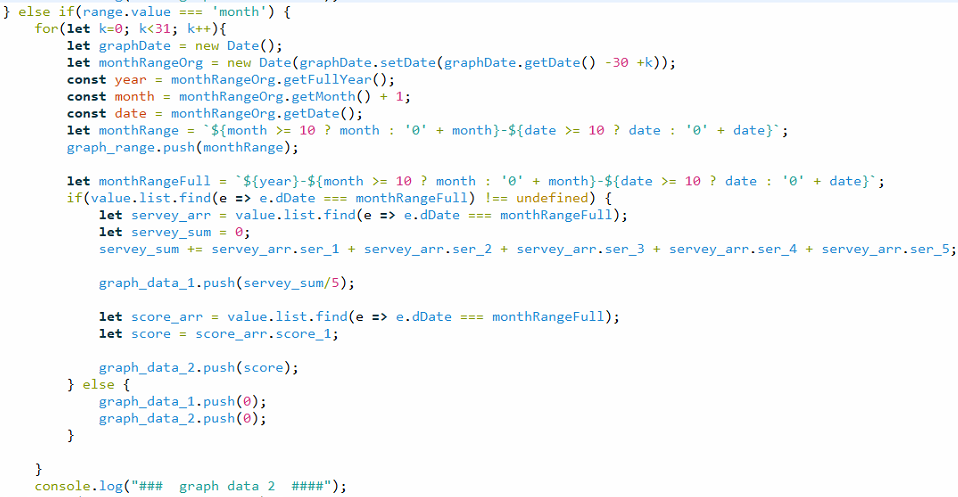 } else if(range.value === 'month') {
for(let k=0; k<31; k++){
let graphDate = new Date();
let monthRangeOrg = new Date(graphDate.setDate(graphDate.getDate() -30 +k));
const year = monthRangeOrg.getFullYear();
const month = monthRangeOrg.getMonth() + 1;
const date = monthRangeOrg.getDate();
let monthRange = `${month >= 10 ? month : '0' + month}-${date >= 10 ? date : '0' + date}`;
graph_range.push(monthRange);
let monthRangeFull = `${year}-${month >= 10 ? month : '0' + month}-${date >= 10 ? date : '0' + date}`;
if(value.list.find(e => e.dDate === monthRangeFull) !== undefined) {
let servey_arr = value.list.find(e => e.dDate === monthRangeFull);
let servey_sum = 0;
servey_sum += servey_arr.ser_1 + servey_arr.ser_2 + servey_arr.ser_3 + servey_arr.ser_4 + servey_arr.ser_5;
graph_data_1.push(servey_sum/5);
let score_arr = value.list.find(e => e.dDate === monthRangeFull);
let score = score_arr.score_1;
graph_data_2.push(score);
} else {
graph_data_1.push(0);
graph_data_2.push(0);
}
}
console.log("###  graph data 2  ####");